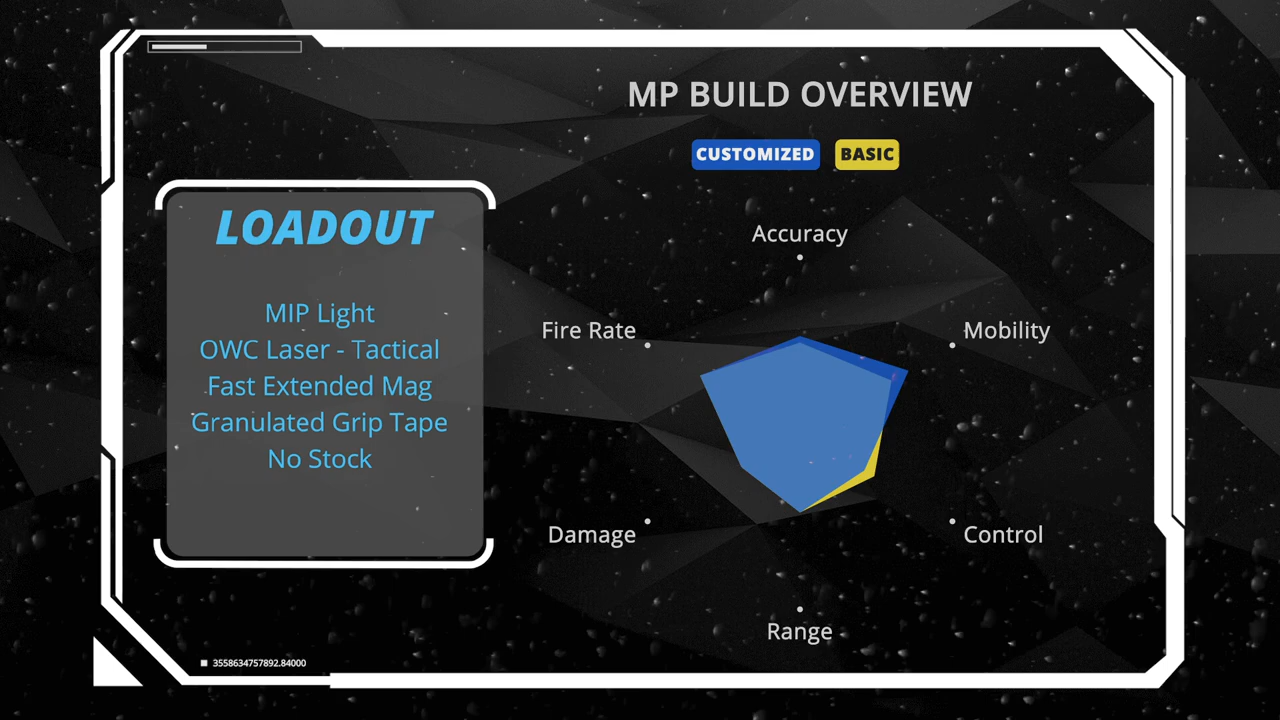 MP BUILD OVERVIEW
CUSTOMIZED BASIC
LOADOUT
MIP Light
OWC Laser - Tactical
Fast Extended Mag
Granulated Grip Tape
No Stock
Accuracy
Fire Rate
Mobility
Damage
Control
Range
3558634757892.84000